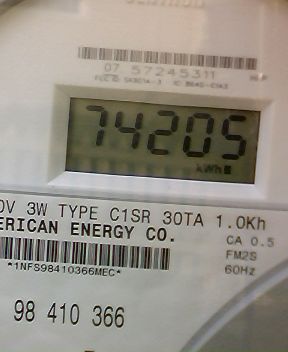 07 57245311
74205
kWh
0V 3W TYPE C1SR 30TA 1.0Kh
ERICAN ENERGY CO.
CA 0.5
FM2S
60Hz
*1NFS98410366MEC*
98 410 366